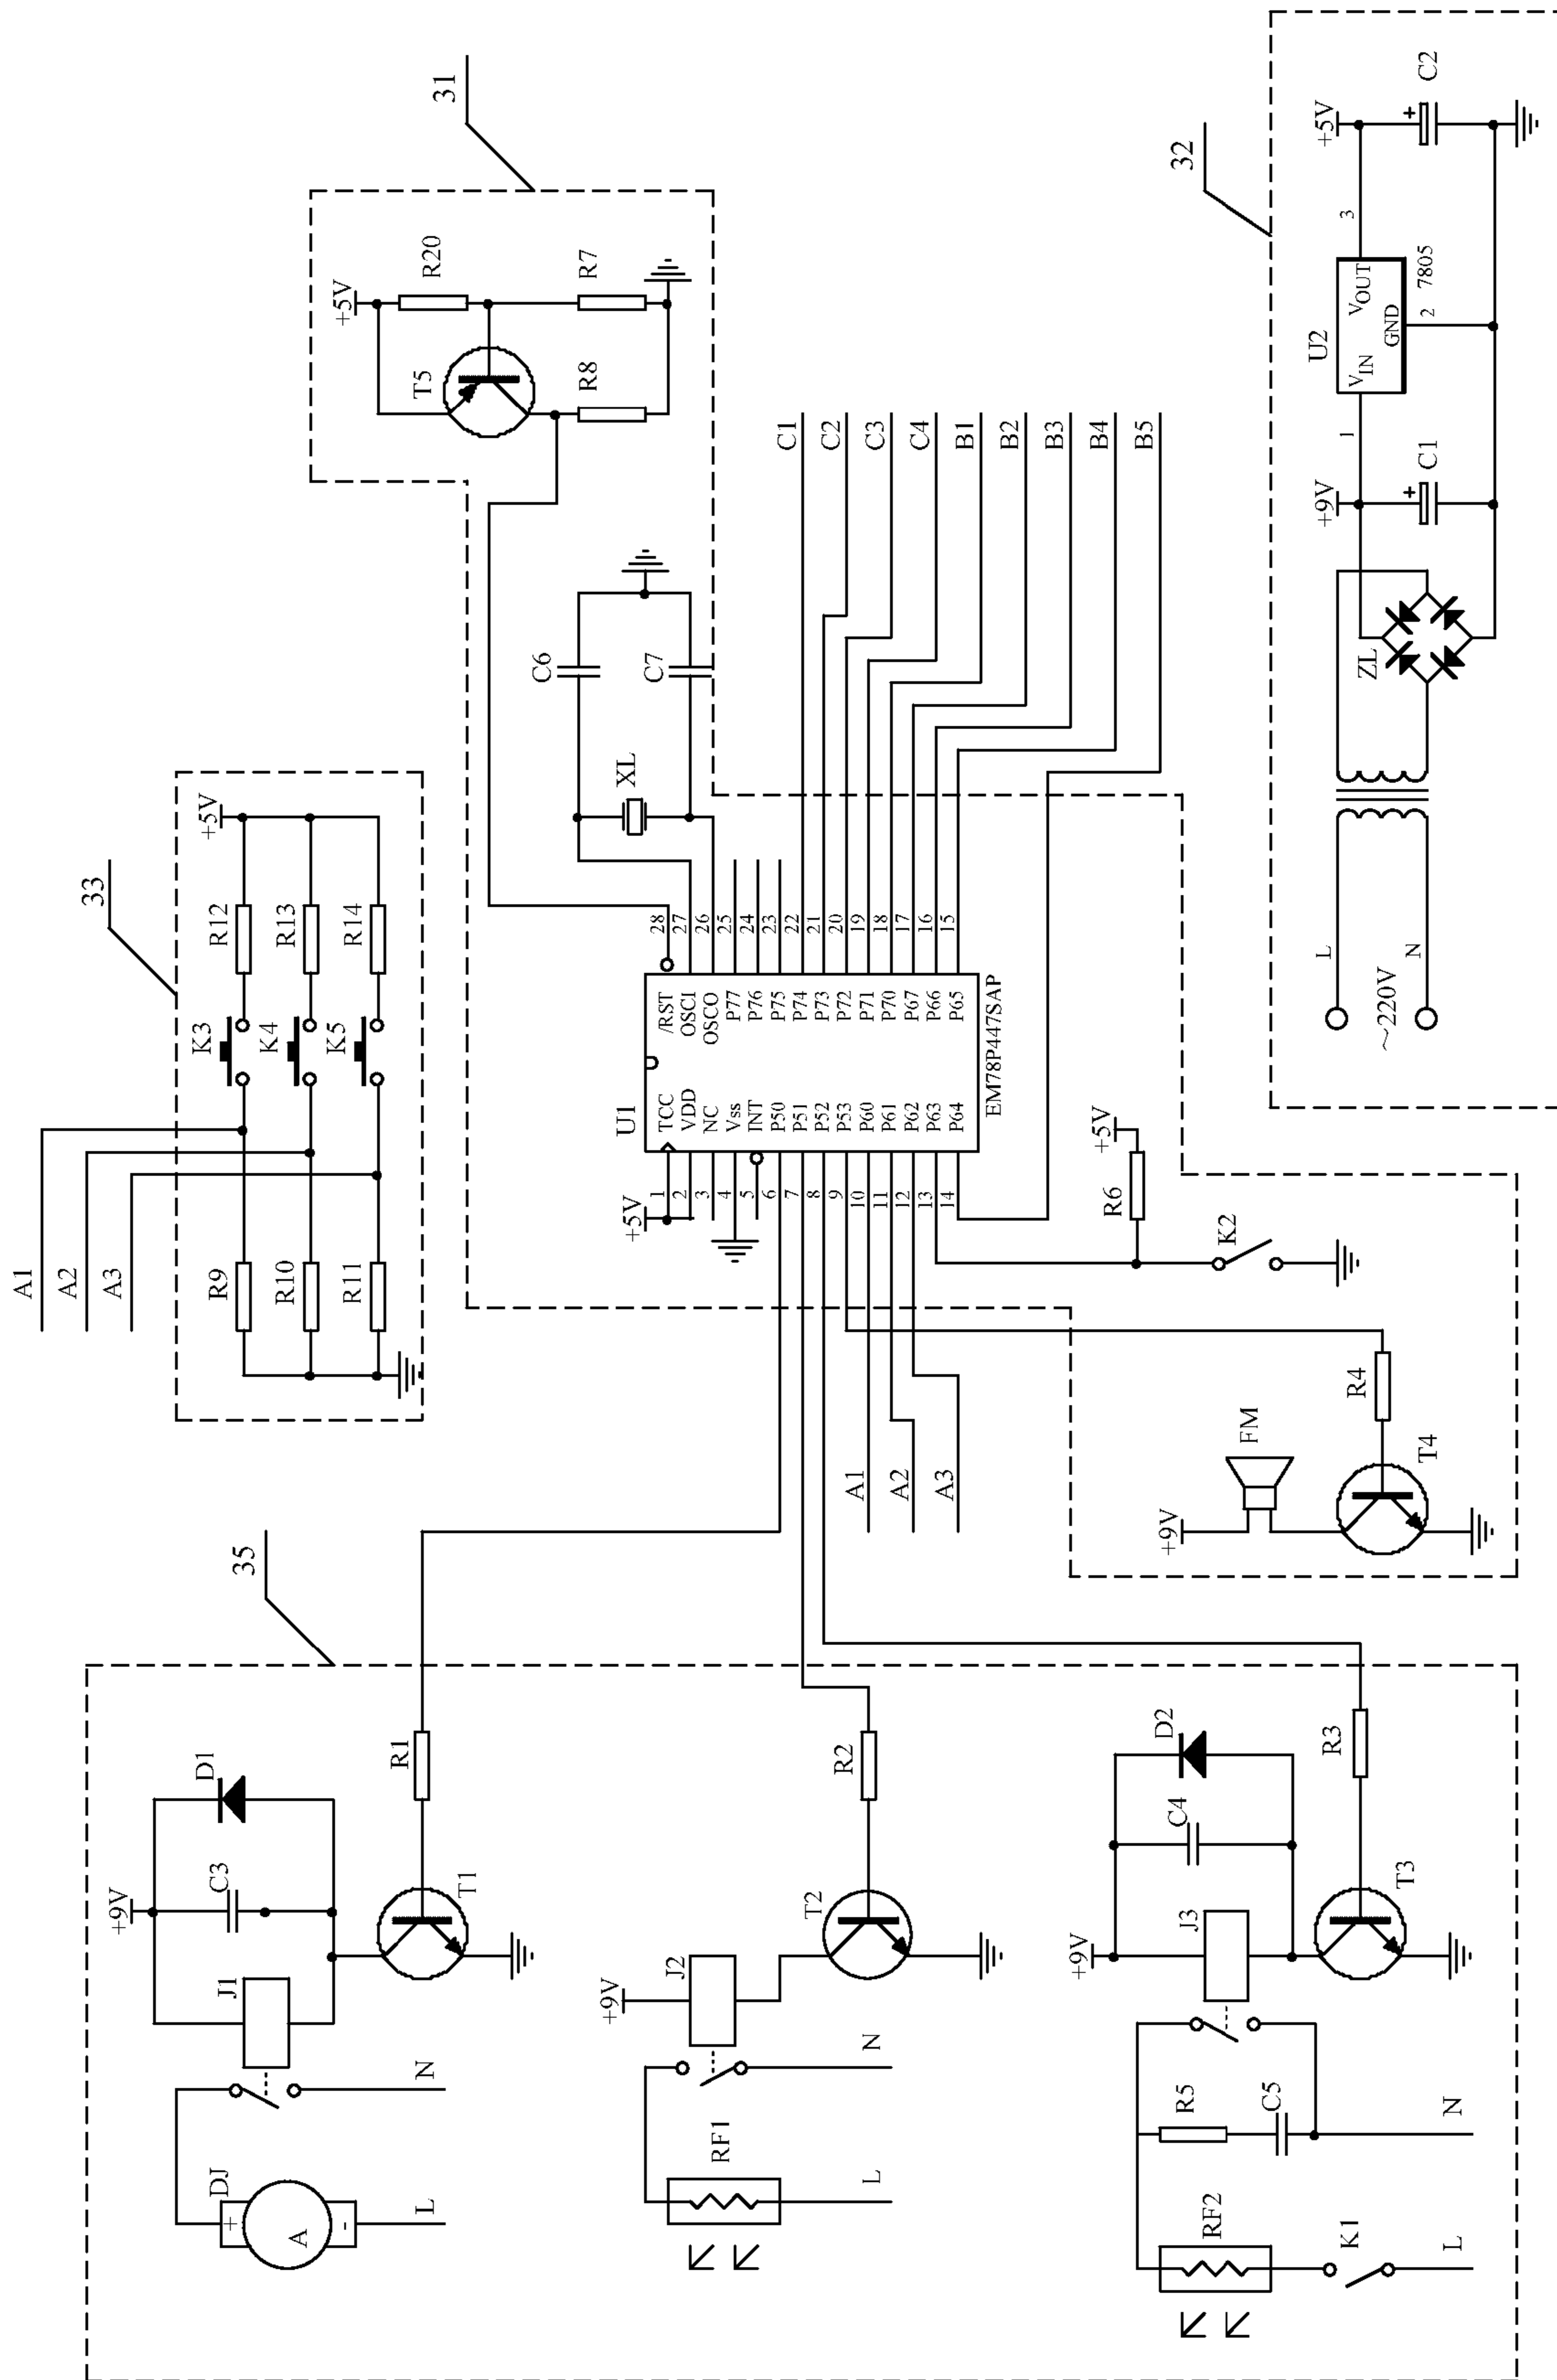 33
A1
A2
A3
K3
K4
K5
R9
R10
R11
R12
R13
R14
+5V
31
+5V
T5
R20
R8
R7
C6
C7
XL
U1
+5V
1
2
3
4
5
6
7
8
9
10
11
12
13
14
TCC
VDD
NC
Vss
INT
P50
P51
P52
P53
P60
P61
P62
P63
P64
/RST
OSCI
OSCO
P77
P76
P75
P74
P73
P72
P71
P70
P67
P66
P65
28
27
26
25
24
23
22
21
20
19
18
17
16
15
EM78P447SAP
C1
C2
C3
C4
B1
B2
B3
B4
B5
A1
A2
A3
R6
+5V
K2
R4
FM
+9V
T4
35
+9V
DJ
+
A
-
L
N
J1
C3
D1
T1
R1
+9V
J2
RF1
L
N
T2
R2
+9V
J3
C4
D2
T3
R3
R5
C5
N
RF2
K1
L
32
L
N
~220V
ZL
+9V
C1
1
U2
VIN
VOUT
GND
2
7805
3
+5V
C2
+
+